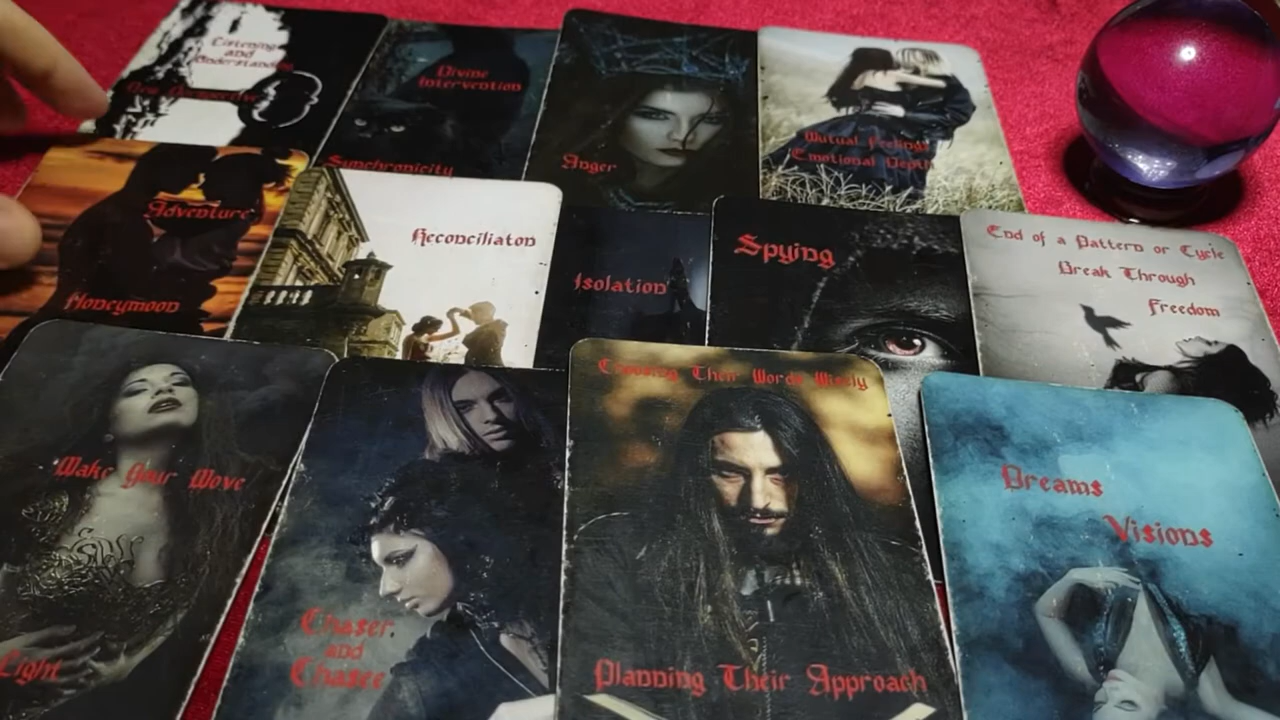 Listening
and
Understanding
New Perspective
Divine
Intervention
Synchronicity
Anger
Mutual Feelings
Emotional Depth
Adventure
Honeymoon
Reconciliaton
Isolation
Spying
End of a Pattern or Cycle
Break Through
Freedom
Make Your Move
Light
Chaser
and
Chasee
Choosing Their Words Wisely
Planning Their Approach
Dreams
Visions